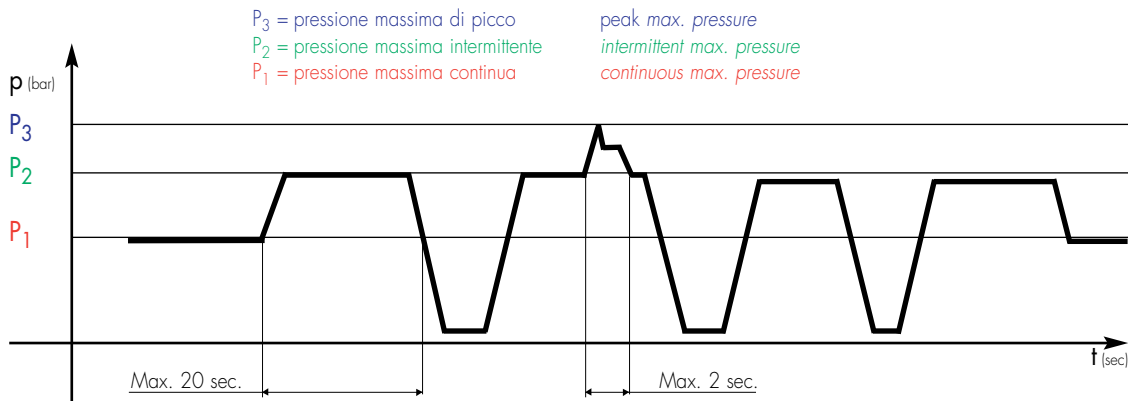 P3 = pressione massima di picco peak max. pressure
P2 = pressione massima intermittente intermittent max. pressure
P1 = pressione massima continua continuous max. pressure
p (bar)
P3
P2
P1
t (sec)
Max. 20 sec. Max. 2 sec.